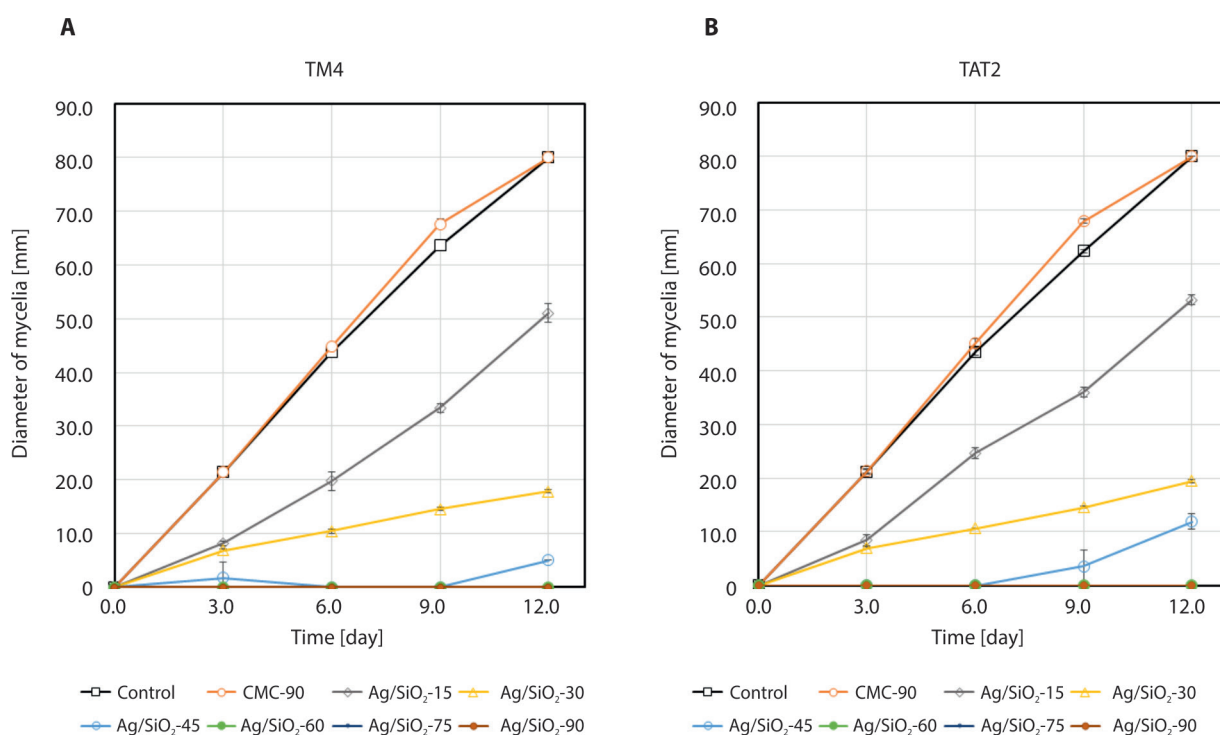 A
TM4
Diameter of mycelia [mm]
90.0
80.0
70.0
60.0
50.0
40.0
30.0
20.0
10.0
0
0.0 3.0 6.0 9.0 12.0
Time [day]
Control CMC-90 Ag/SiO₂-15 Ag/SiO₂-30
Ag/SiO₂-45 Ag/SiO₂-60 Ag/SiO₂-75 Ag/SiO₂-90
B
TAT2
Diameter of mycelia [mm]
90.0
80.0
70.0
60.0
50.0
40.0
30.0
20.0
10.0
0
0.0 3.0 6.0 9.0 12.0
Time [day]
Control CMC-90 Ag/SiO₂-15 Ag/SiO₂-30
Ag/SiO₂-45 Ag/SiO₂-60 Ag/SiO₂-75 Ag/SiO₂-90